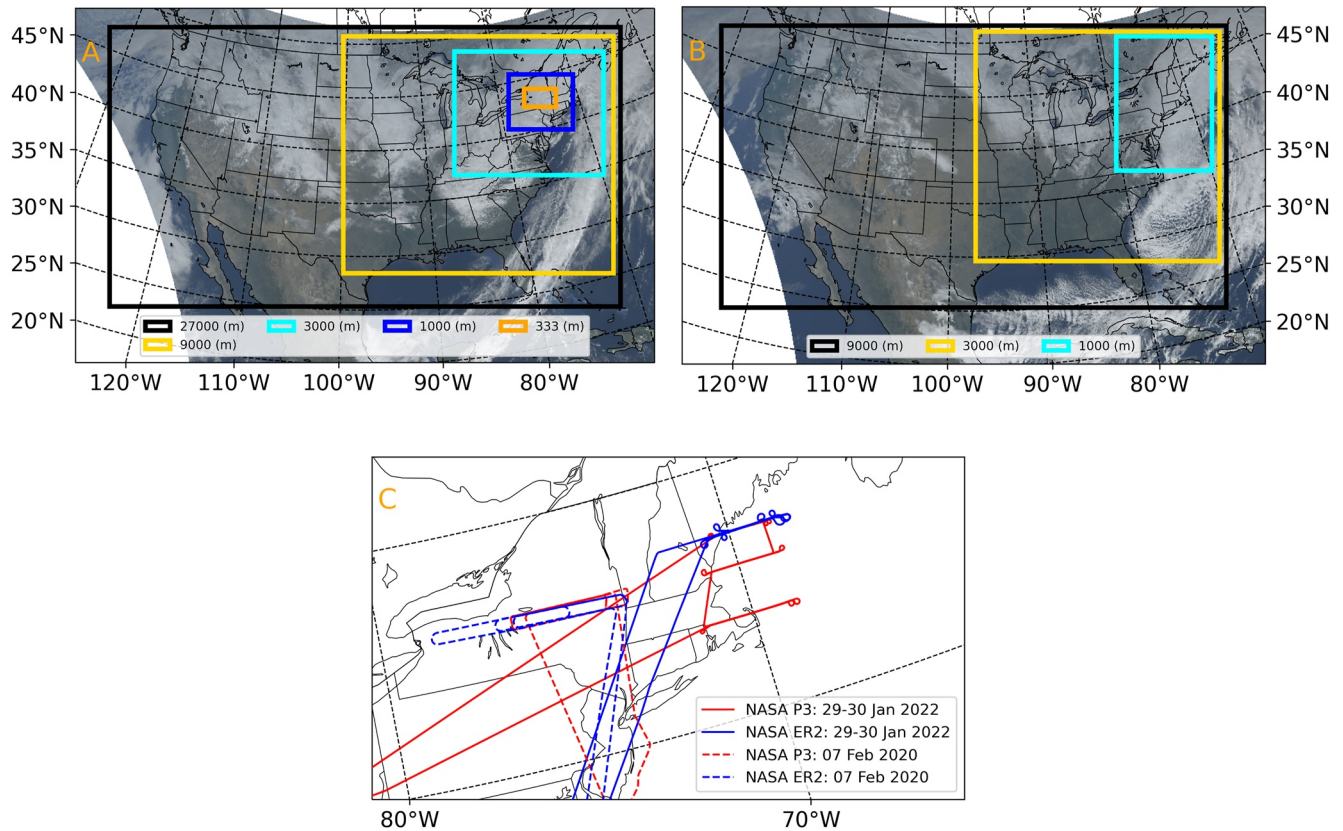 A
45°N
40°N
35°N
30°N
25°N
20°N
27000 (m) 3000 (m) 1000 (m) 333 (m)
9000 (m)
120°W 110°W 100°W 90°W 80°W
B
45°N
40°N
35°N
30°N
25°N
20°N
9000 (m) 3000 (m) 1000 (m)
120°W 110°W 100°W 90°W 80°W
C
NASA P3: 29-30 Jan 2022
NASA ER2: 29-30 Jan 2022
NASA P3: 07 Feb 2020
NASA ER2: 07 Feb 2020
80°W 70°W